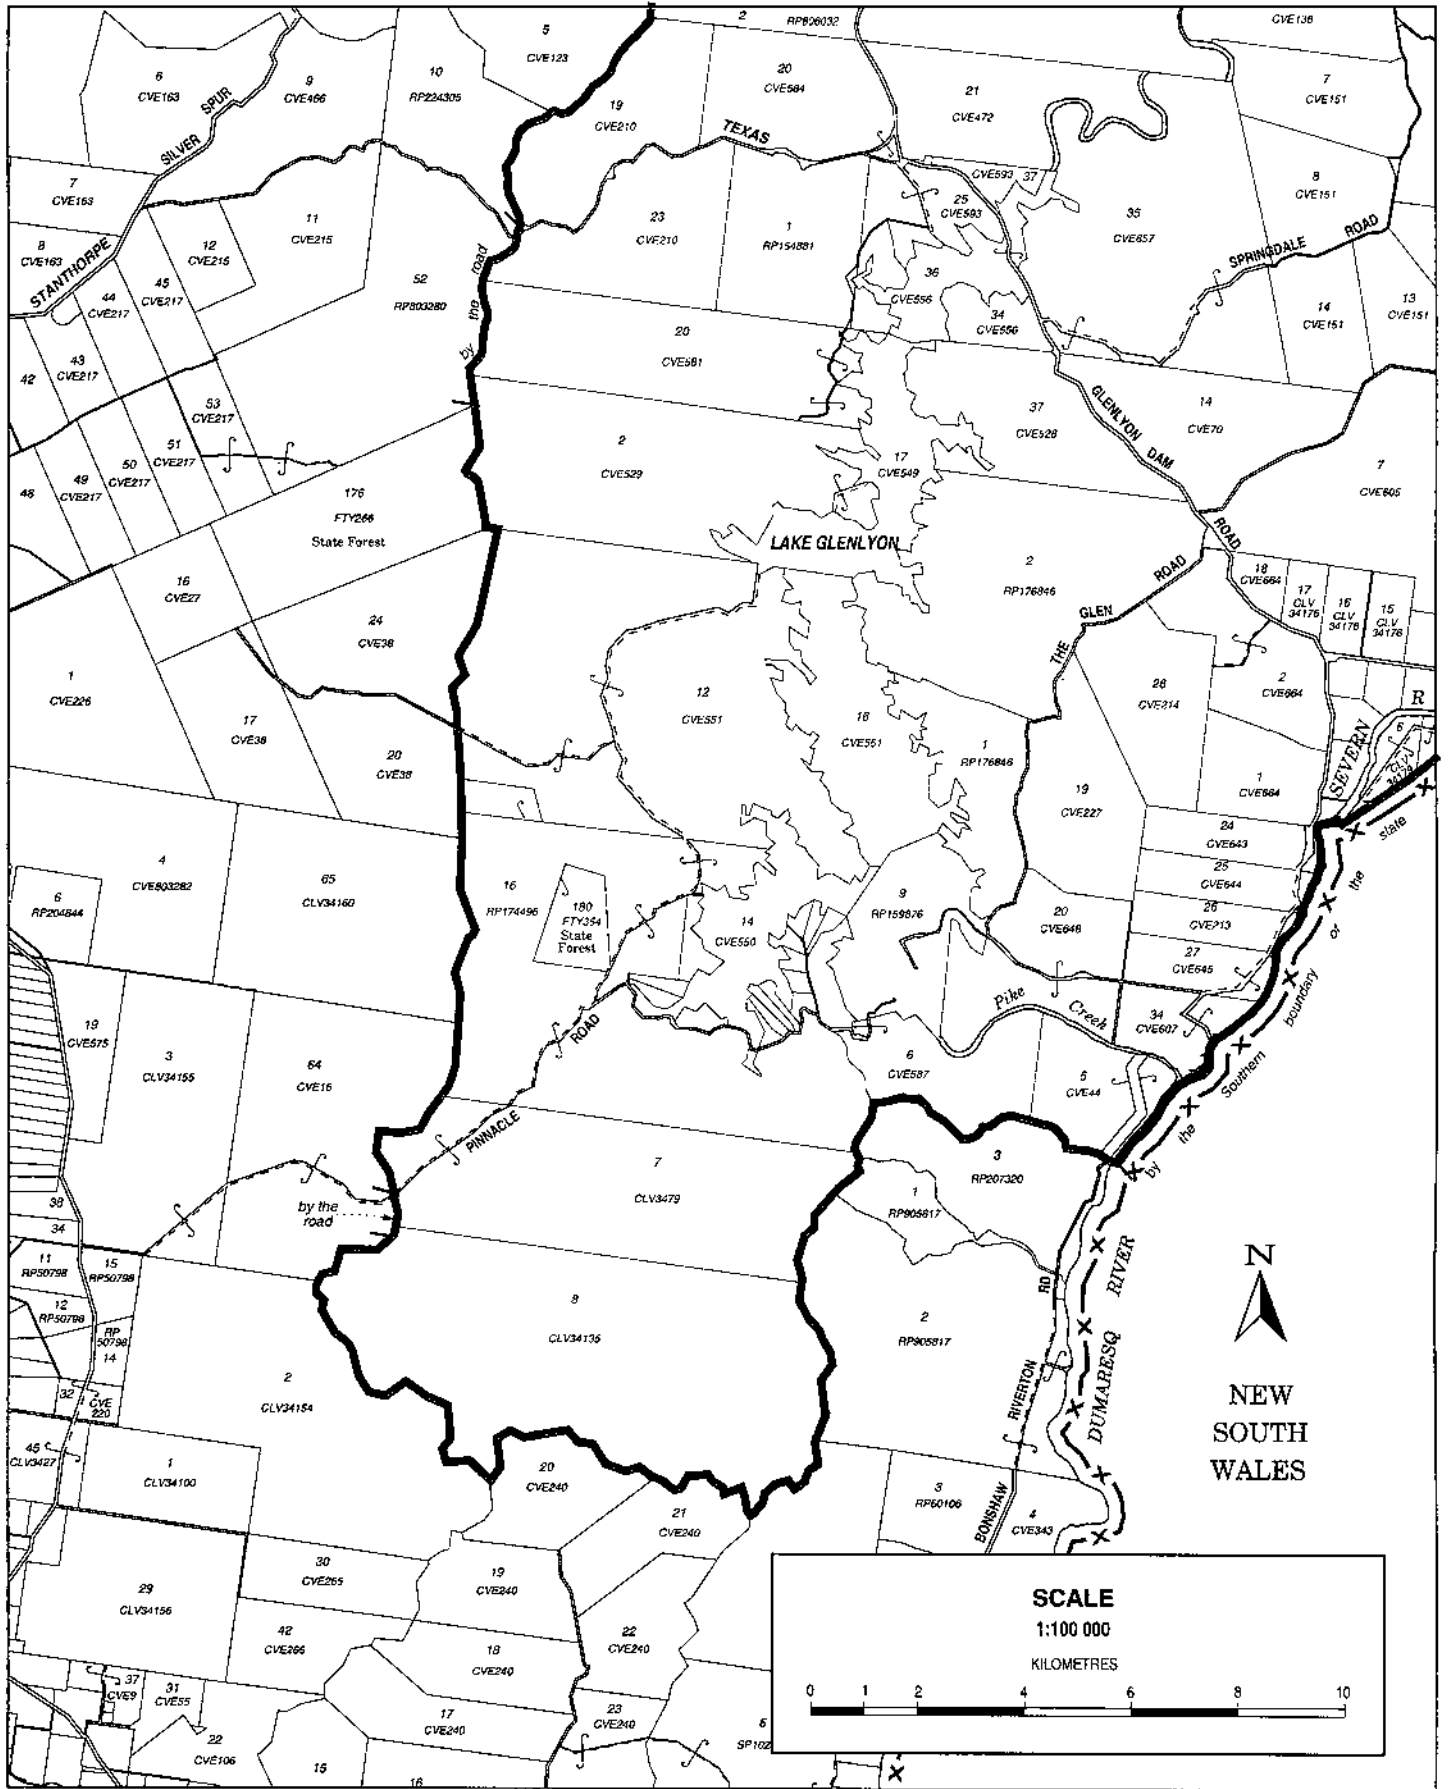 2
RP806032
CVE138
5
CVE123
6
CVE163
9
CVE466
10
RP224305
19
CVE210
20
CVE584
21
CVE472
7
CVE151
SILVER SPUR
TEXAS
7
CVE163
8
CVE163
STANTHORPE
12
CVE215
11
CVE215
23
CVE210
1
RP154881
25
CVE593
CVE593 37
35
CVE657
8
CVE151
SPRINGDALE ROAD
44
CVE217
45
CVE217
52
RP803280
by the road
36
CVE556
34
CVE556
14
CVE151
13
CVE151
42
43
CVE217
53
CVE217
20
CVE581
37
CVE528
14
CVE70
GLENLYON DAM ROAD
48
49
CVE217
50
CVE217
51
CVE217
176
FTY266
State Forest
2
CVE529
17
CVE549
7
CVE605
LAKE GLENLYON
16
CVE27
24
CVE38
2
RP176846
THE GLEN ROAD
18
CVE664
17
CLV
34176
16
CLV
34176
15
CLV
34176
1
CVE226
17
CVE38
20
CVE38
12
CVE551
18
CVE551
1
RP176846
28
CVE214
2
CVE664
SEVERN R
6
CLV
34174
19
CVE227
1
CVE664
24
CVE643
25
CVE644
26
CVE213
27
CVE645
4
CVE803282
65
CLV34160
6
RP204844
16
RP174496
180
FTY354
State
Forest
14
CVE550
9
RP159876
20
CVE648
Pike Creek
34
CVE607
19
CVE575
3
CLV34155
64
CVE16
PINNACLE ROAD
6
CVE587
5
CVE44
by the Southern boundary of the state
7
CLV3479
3
RP207320
1
RP905817
by the
road
38
34
11
RP50798
15
RP50798
12
RP50798
RP
50798
14
8
CLV34135
2
RP905817
DUMARESQ RIVER
N
NEW
SOUTH
WALES
2
CLV34154
32
CVE
220
45
CLV3427
1
CLV34100
20
CVE240
21
CVE240
3
RP60106
4
CVE343
BONSHAW RIVERTON RD
29
CLV34156
30
CVE265
19
CVE240
42
CVE266
18
CVE240
22
CVE240
37
CVE9
31
CVE55
22
CVE106
17
CVE240
23
CVE240
15
16
SP162
SCALE
1:100 000
KILOMETRES
0 1 2 4 6 8 10